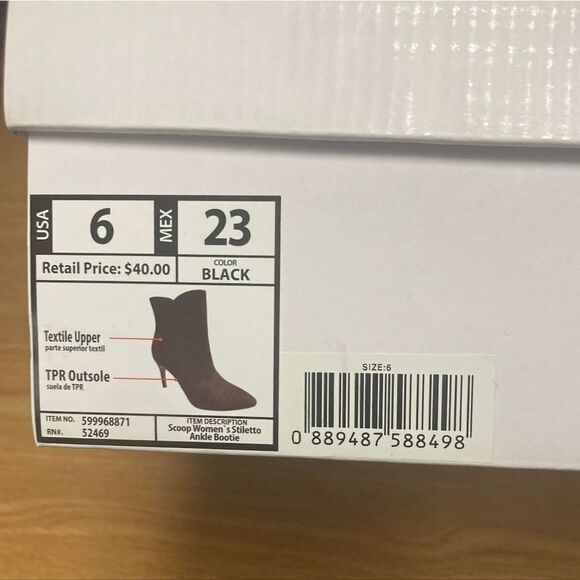 USA 6 MEX 23
Retail Price: $40.00
COLOR
BLACK
Textile Upper
parte superior textil
TPR Outsole
suela de TPR
ITEM NO. 599968871
RN#. 52469
ITEM DESCRIPTION
Scoop Women`s Stiletto
Ankle Bootie
SIZE:6
0 889487 588498